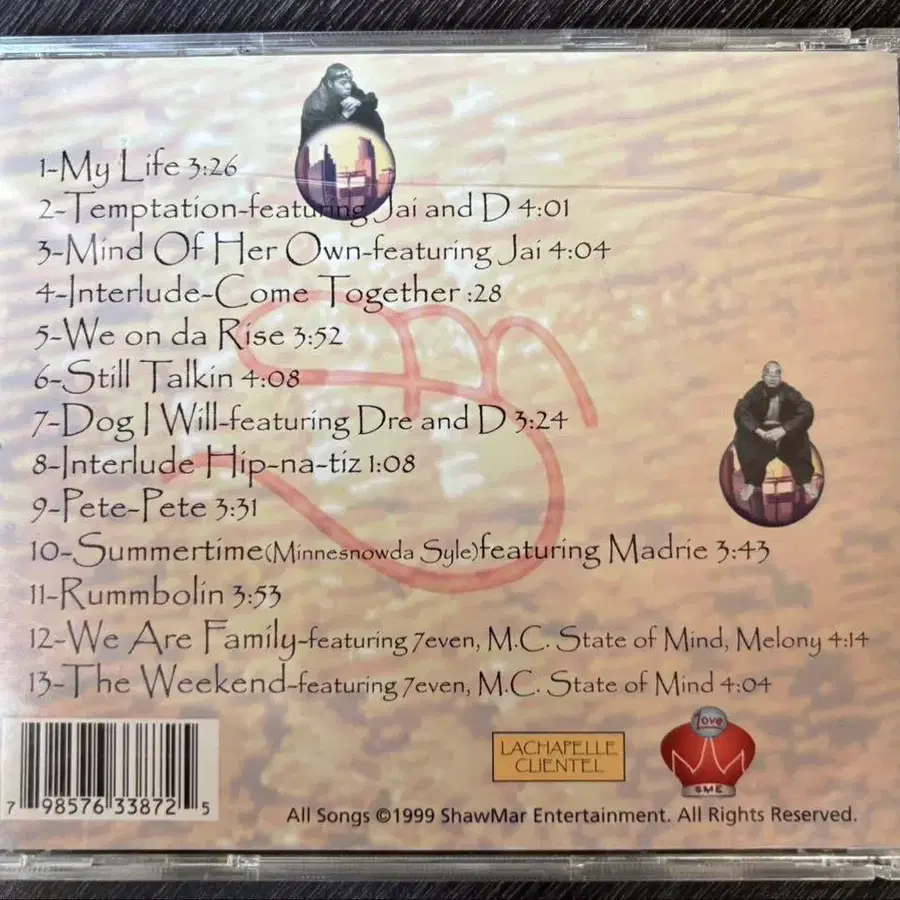 1-My Life 3:26
2-Temptation-featuring Jai and D 4:01
3-Mind Of Her Own-featuring Jai 4:04
4-Interlude-Come Together :28
5-We on da Rise 3:52
6-Still Talkin 4:08
7-Dog I Will-featuring Dre and D 3:24
8-Interlude Hip-na-tiz 1:08
9-Pete-Pete 3:31
10-Summertime(Minnesnowda Syle)featuring Madrie 3:43
11-Rummbolin 3:53
12-We Are Family-featuring 7even, M.C. State of Mind, Melony 4:14
13-The Weekend-featuring 7even, M.C. State of Mind 4:04
LACHAPELLE
CLIENTEL
love
SME
7 98576 33872 5
All Songs ©1999 ShawMar Entertainment. All Rights Reserved.